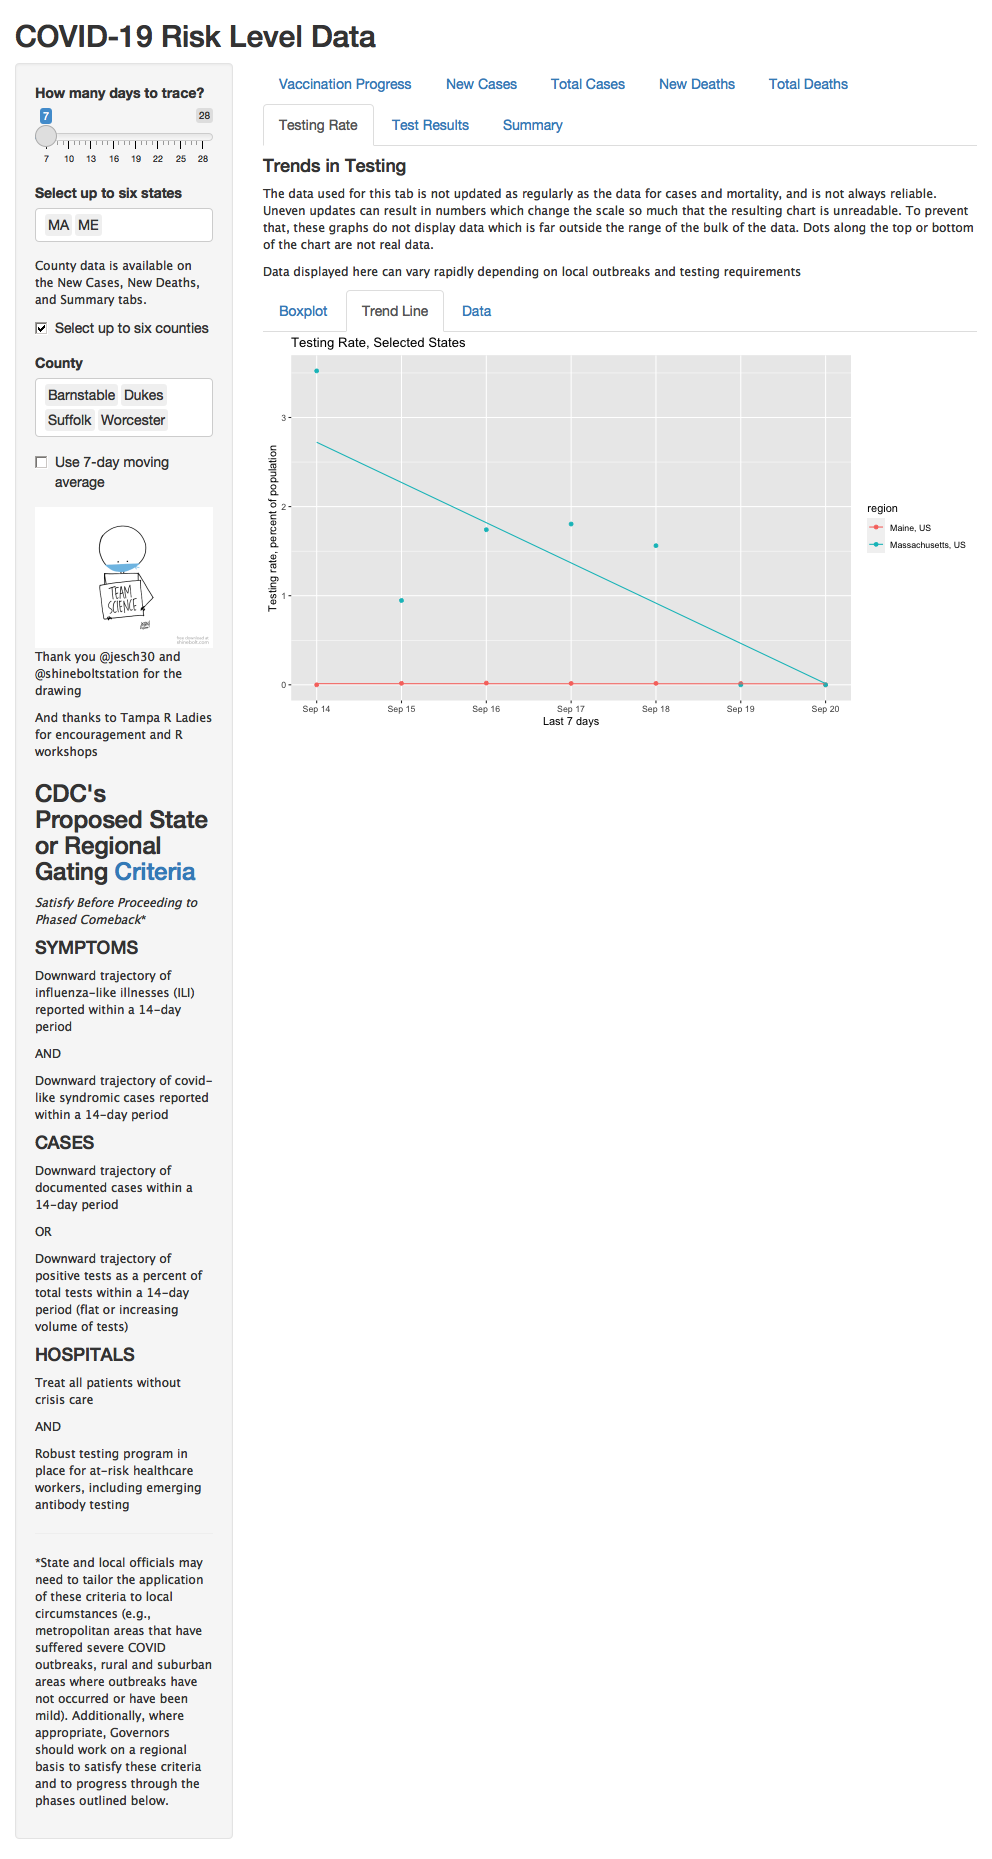 COVID-19 Risk Level Data
How many days to trace?
7 28
7 10 13 16 19 22 25 28
Select up to six states
MA ME
County data is available on
the New Cases, New Deaths,
and Summary tabs.
Select up to six counties
County
Barnstable Dukes
Suffolk Worcester
Use 7-day moving
average
TEAM
SCIENCE
Thank you @jesch30 and
@shineboltstation for the
drawing
And thanks to Tampa R Ladies
for encouragement and R
workshops
CDC's
Proposed State
or Regional
Gating Criteria
Satisfy Before Proceeding to
Phased Comeback*
SYMPTOMS
Downward trajectory of
influenza-like illnesses (ILI)
reported within a 14-day
period
AND
Downward trajectory of covid-
like syndromic cases reported
within a 14-day period
CASES
Downward trajectory of
documented cases within a
14-day period
OR
Downward trajectory of
positive tests as a percent of
total tests within a 14-day
period (flat or increasing
volume of tests)
HOSPITALS
Treat all patients without
crisis care
AND
Robust testing program in
place for at-risk healthcare
workers, including emerging
antibody testing
*State and local officials may
need to tailor the application
of these criteria to local
circumstances (e.g.,
metropolitan areas that have
suffered severe COVID
outbreaks, rural and suburban
areas where outbreaks have
not occurred or have been
mild). Additionally, where
appropriate, Governors
should work on a regional
basis to satisfy these criteria
and to progress through the
phases outlined below.
Vaccination Progress New Cases Total Cases New Deaths Total Deaths
Testing Rate Test Results Summary
Trends in Testing
The data used for this tab is not updated as regularly as the data for cases and mortality, and is not always reliable.
Uneven updates can result in numbers which change the scale so much that the resulting chart is unreadable. To prevent
that, these graphs do not display data which is far outside the range of the bulk of the data. Dots along the top or bottom
of the chart are not real data.
Data displayed here can vary rapidly depending on local outbreaks and testing requirements
Boxplot Trend Line Data
Testing Rate, Selected States
Testing rate, percent of population
3
2
1
0
Sep 14 Sep 15 Sep 16 Sep 17 Sep 18 Sep 19 Sep 20
Last 7 days
region
Maine, US
Massachusetts, US